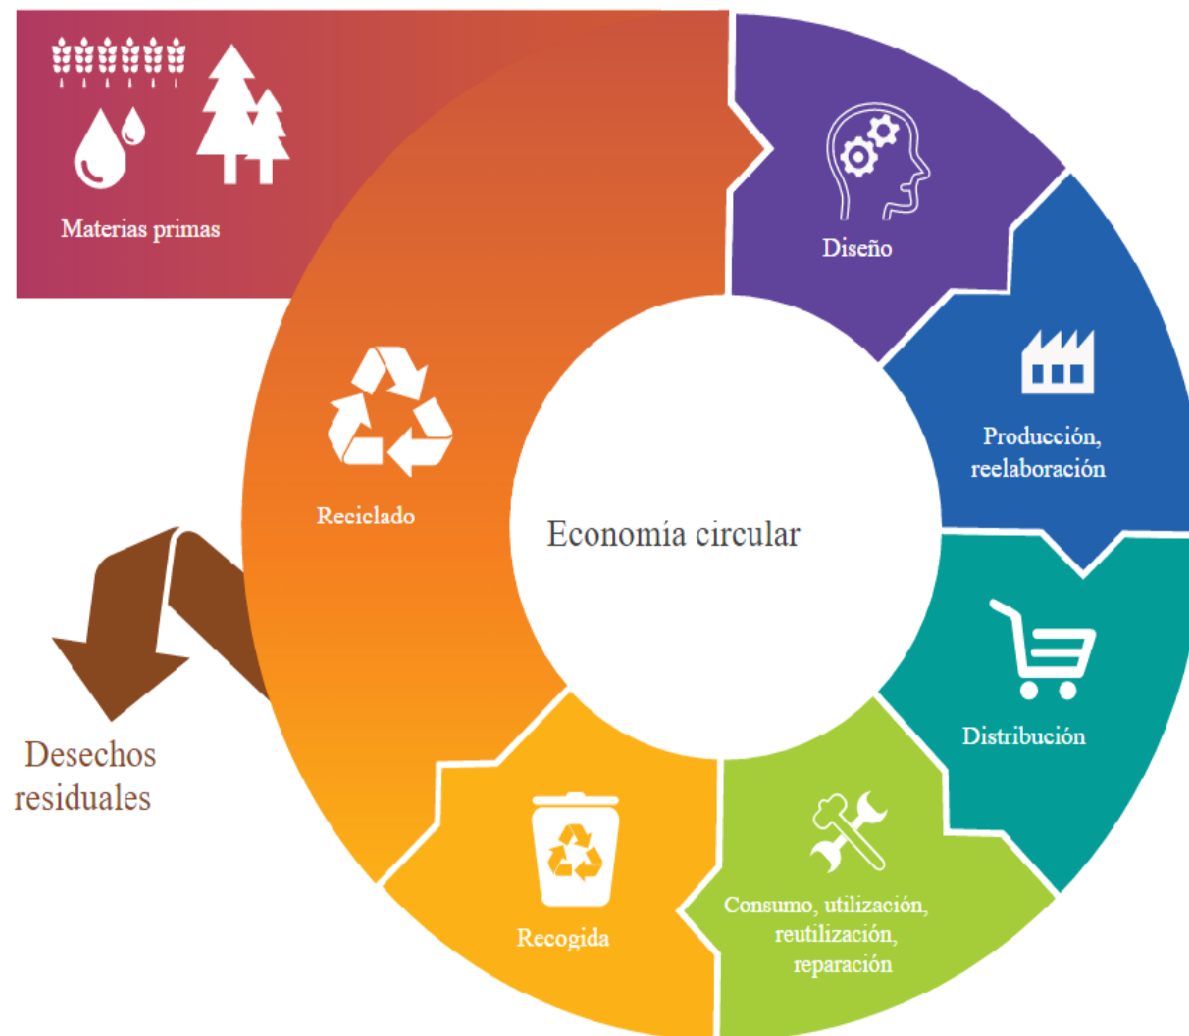 Materias primas
Diseño
Producción,
reelaboración
Reciclado
Economía circular
Distribución
Desechos
residuales
Consumo, utilización,
reutilización,
reparación
Recogida